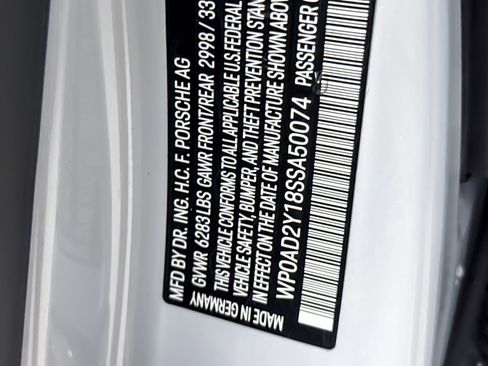 MFD BY DR. ING. H.C. F. PORSCHE AG
GVWR 6283 LBS GAWR FRONT/REAR 2998 / 33
THIS VEHICLE CONFORMS TO ALL APPLICABLE U.S. FEDERAL
VEHICLE SAFETY, BUMPER, AND THEFT PREVENTION STAN
IN EFFECT ON THE DATE OF MANUFACTURE SHOWN ABOV
WP0AD2Y18SSA50074 PASSENGER
MADE IN GERMANY